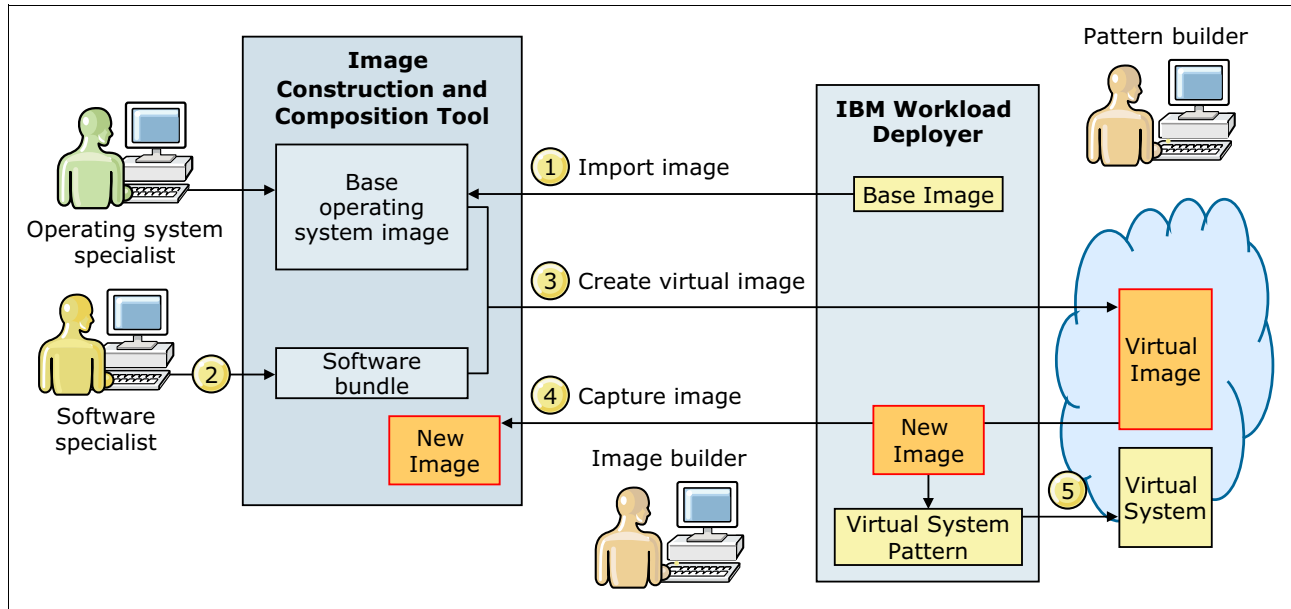 Pattern builder
Image
Construction and
Composition Tool
IBM Workload
Deployer
1 Import image
Base
operating
system image
Base Image
Operating system
specialist
3 Create virtual image
Virtual
Image
2
Software
bundle
4 Capture image
Software
specialist
New
Image
New
Image
Image builder
5
Virtual
System
Virtual System
Pattern